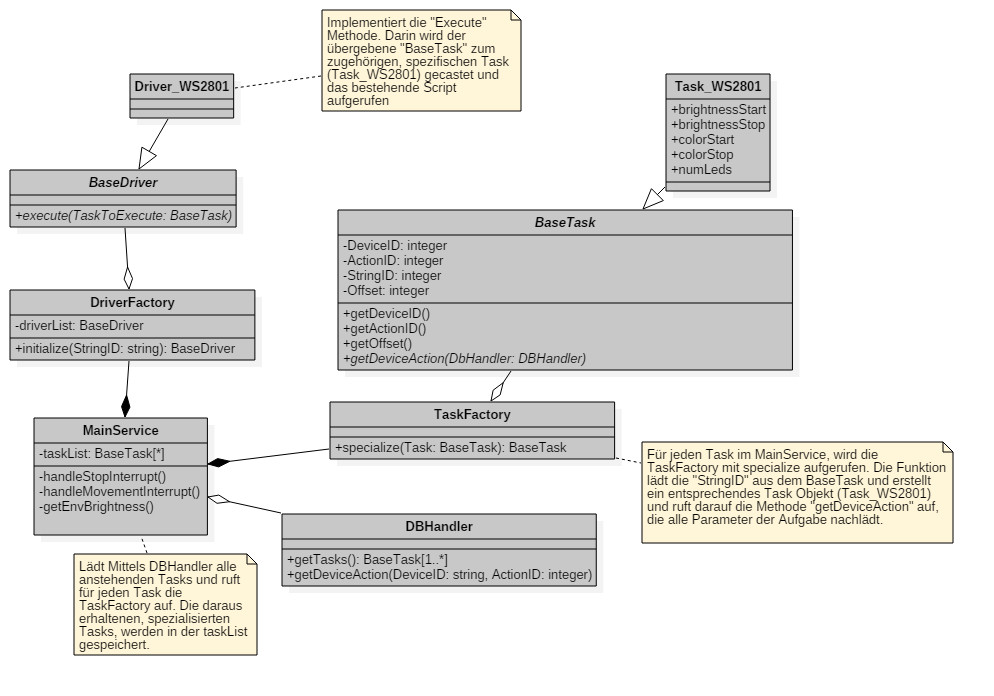 Implementiert die "Execute"
Methode. Darin wird der
übergebene "BaseTask" zum
zugehörigen, spezifischen Task
(Task_WS2801) gecastet und
das bestehende Script
aufgerufen
Driver_WS2801
Task_WS2801
+brightnessStart
+brightnessStop
+colorStart
+colorStop
+numLeds
BaseDriver
+execute(TaskToExecute: BaseTask)
BaseTask
-DeviceID: integer
-ActionID: integer
-StringID: integer
-Offset: integer
+getDeviceID()
+getActionID()
+getOffset()
+getDeviceAction(DbHandler: DBHandler)
DriverFactory
-driverList: BaseDriver
+initialize(StringID: string): BaseDriver
TaskFactory
+specialize(Task: BaseTask): BaseTask
MainService
-taskList: BaseTask[*]
-handleStopInterrupt()
-handleMovementInterrupt()
-getEnvBrightness()
Für jeden Task im MainService, wird die
TaskFactory mit specialize aufgerufen. Die Funktion
lädt die "StringID" aus dem BaseTask und erstellt
ein entsprechendes Task Objekt (Task_WS2801)
und ruft darauf die Methode "getDeviceAction" auf,
die alle Parameter der Aufgabe nachlädt.
DBHandler
+getTasks(): BaseTask[1..*]
+getDeviceAction(DeviceID: string, ActionID: integer)
Lädt Mittels DBHandler alle
anstehenden Tasks und ruft
für jeden Task die
TaskFactory auf. Die daraus
erhaltenen, spezialisierten
Tasks, werden in der taskList
gespeichert.